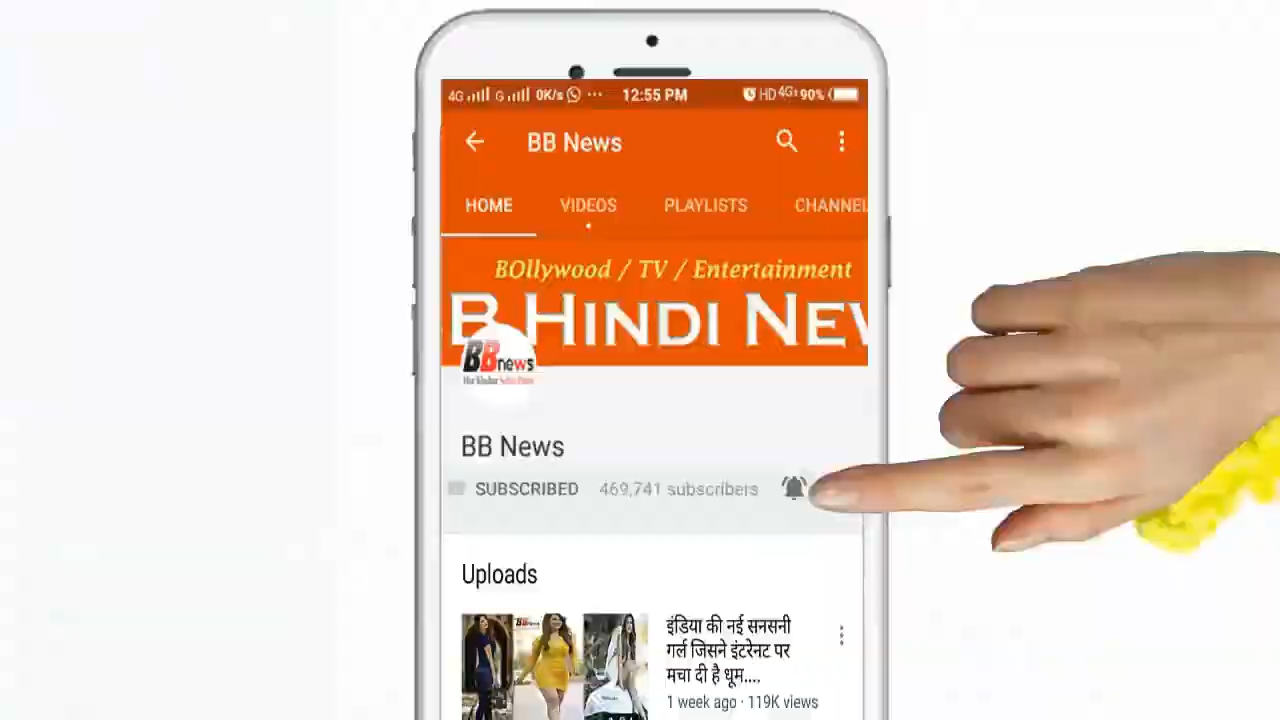 4G G 0K/s ... 12:55 PM HD 4G 90%
BB News
HOME VIDEOS PLAYLISTS CHANNEL
BOllywood / TV / Entertainment
B HINDI NEW
BBnews
BB News
SUBSCRIBED 469,741 subscribers
Uploads
इंडिया की नई सनसनी
गर्ल जिसने इंटरनेट पर
मचा दी है धूम....
1 week ago · 119K views